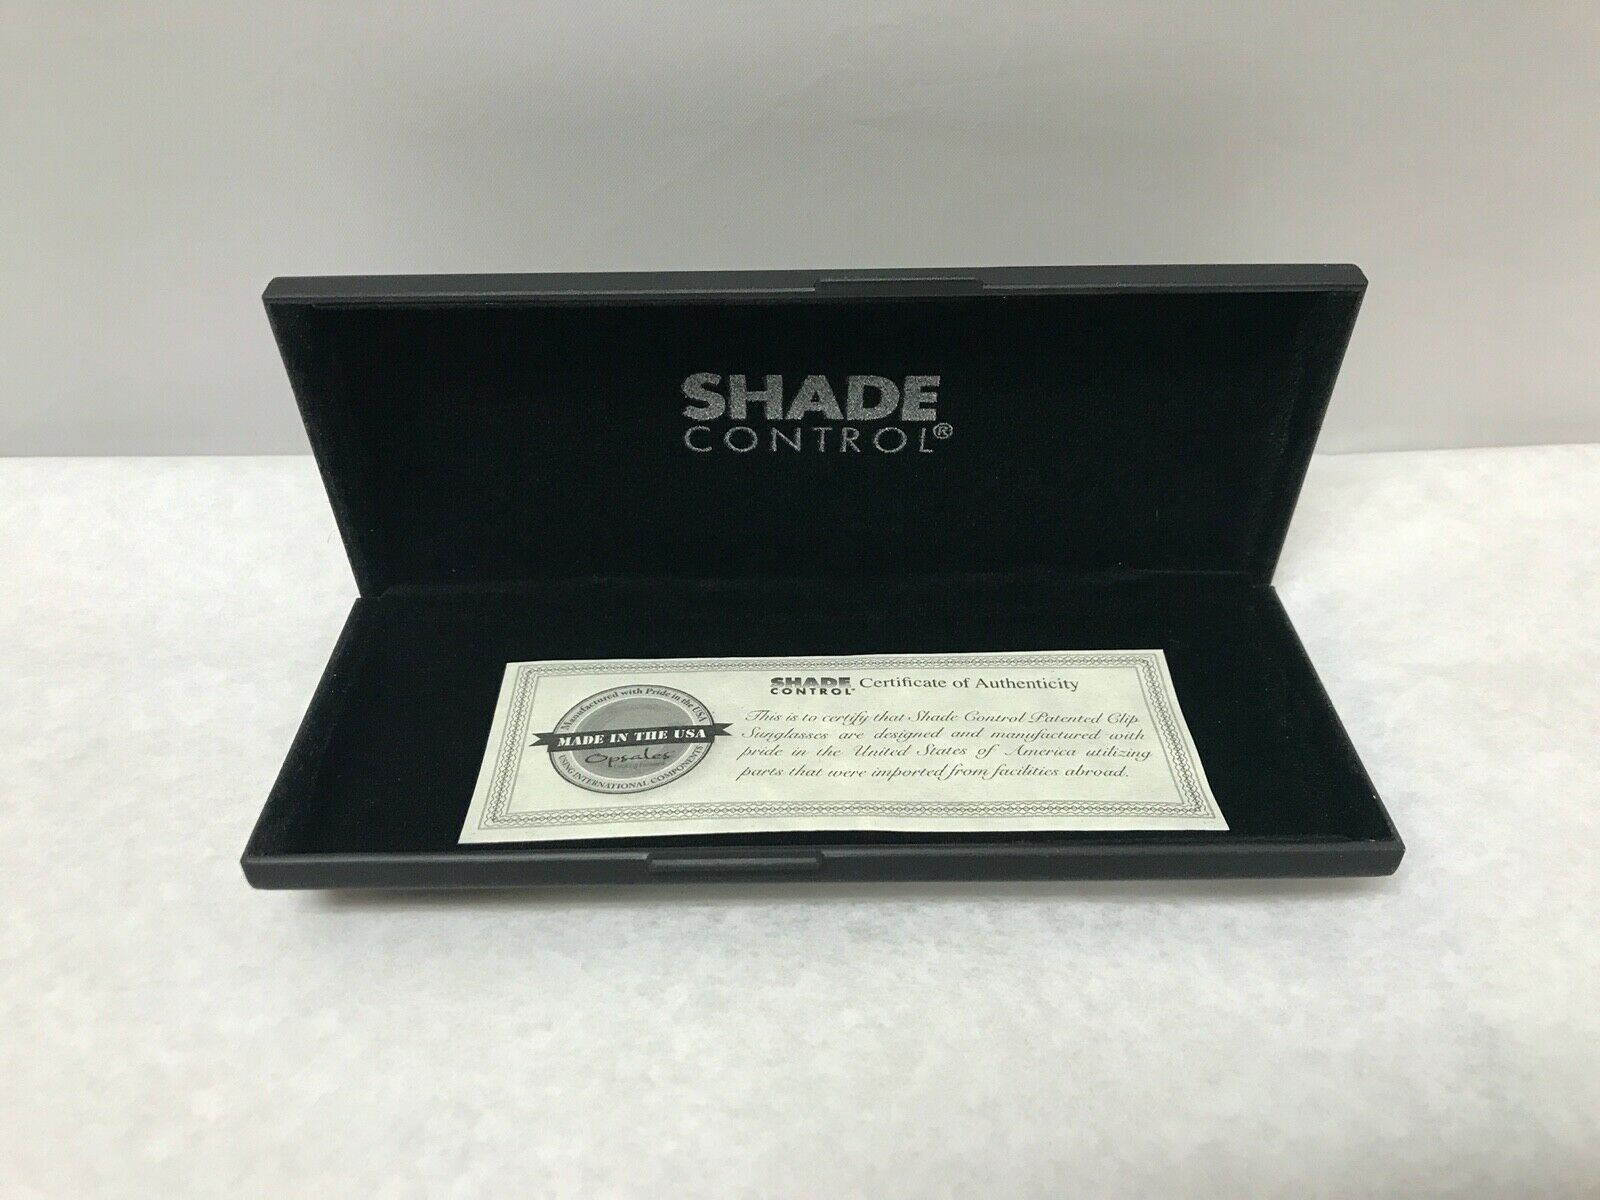 SHADE
CONTROL®
SHADE
CONTROL Certificate of Authenticity
Manufactured with Pride in the USA
MADE IN THE USA
Opsales
USING INTERNATIONAL COMPONENTS
This is to certify that Shade Control Patented Clip
Sunglasses are designed and manufactured with
pride in the United States of America utilizing
parts that were imported from facilities abroad.